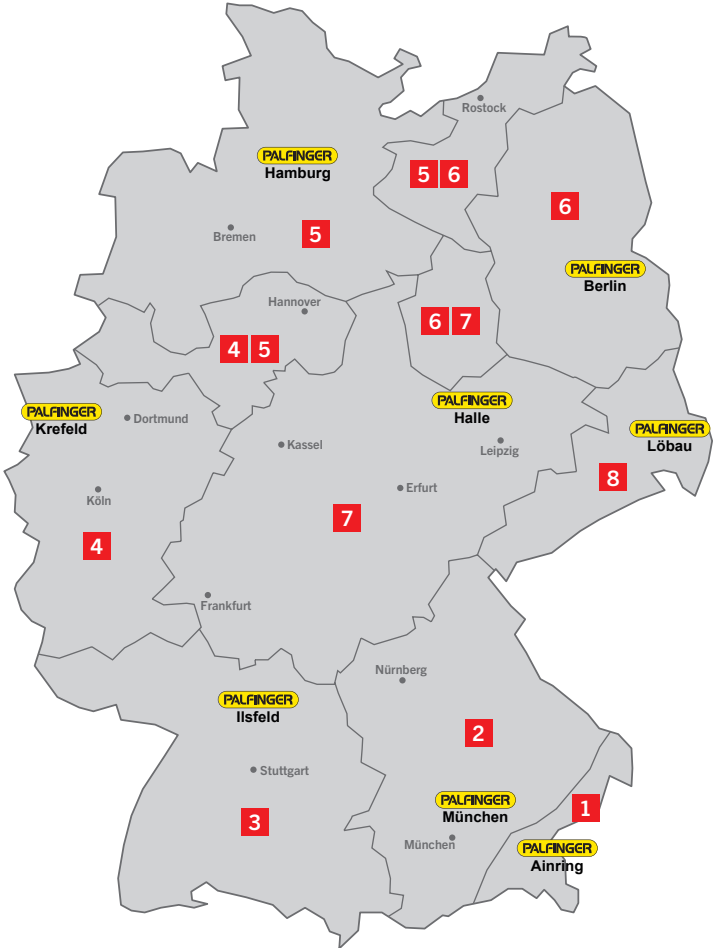 Rostock
PALFINGER
Hamburg
5 6
6
Bremen
5
PALFINGER
Berlin
Hannover
6 7
4 5
PALFINGER
Krefeld
Dortmund
PALFINGER
Halle
PALFINGER
Löbau
Kassel
Leipzig
8
Köln
Erfurt
7
4
Frankfurt
Nürnberg
PALFINGER
Ilsfeld
2
Stuttgart
3
PALFINGER
München
1
München
PALFINGER
Ainring